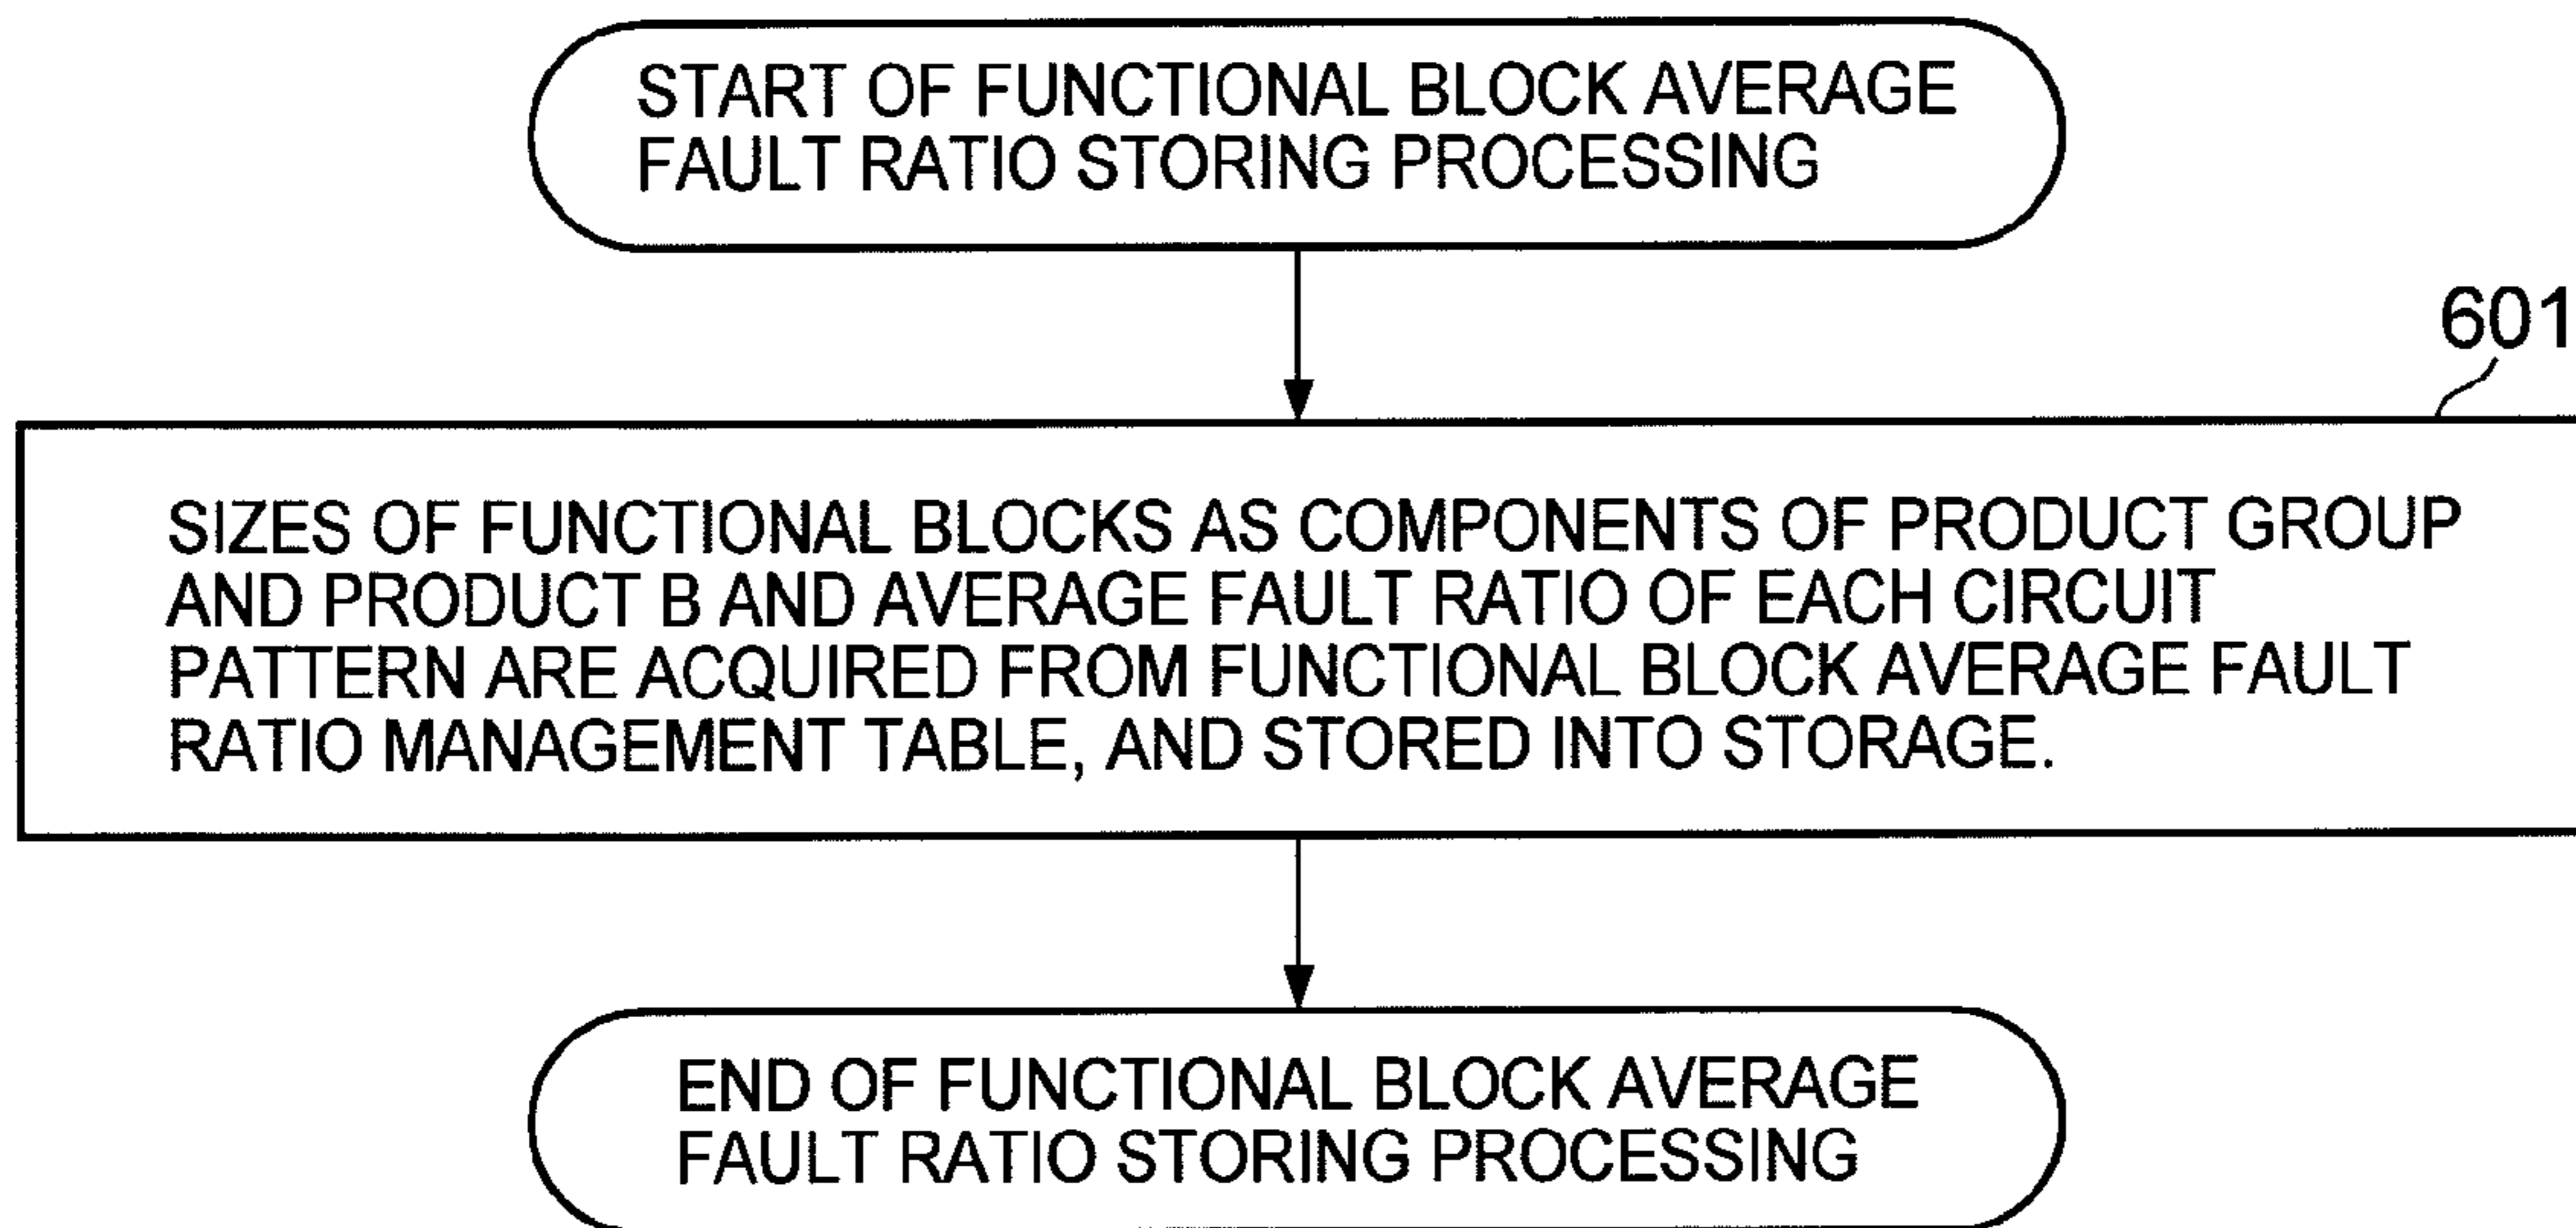 START OF FUNCTIONAL BLOCK AVERAGE
FAULT RATIO STORING PROCESSING
601
SIZES OF FUNCTIONAL BLOCKS AS COMPONENTS OF PRODUCT GROUP
AND PRODUCT B AND AVERAGE FAULT RATIO OF EACH CIRCUIT
PATTERN ARE ACQUIRED FROM FUNCTIONAL BLOCK AVERAGE FAULT
RATIO MANAGEMENT TABLE, AND STORED INTO STORAGE.
END OF FUNCTIONAL BLOCK AVERAGE
FAULT RATIO STORING PROCESSING